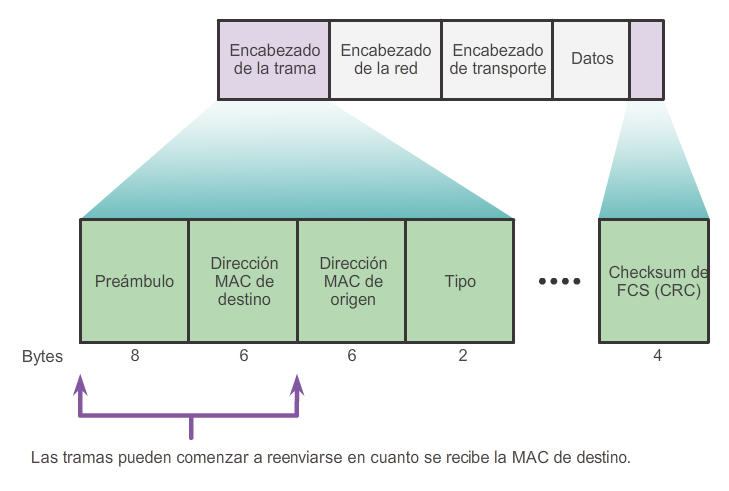 Encabezado
de la trama
Encabezado
de la red
Encabezado
de transporte
Datos
Preámbulo
Dirección
MAC de
destino
Dirección
MAC de
origen
Tipo
Checksum de
FCS (CRC)
Bytes
8
6
6
2
4
Las tramas pueden comenzar a reenviarse en cuanto se recibe la MAC de destino.